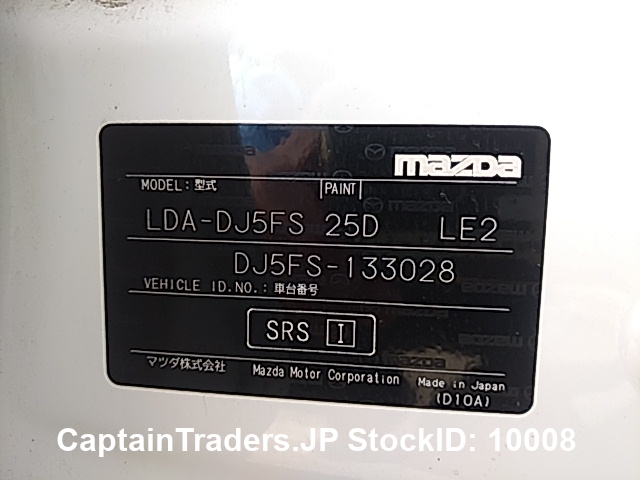 mazda
MODEL:型式 PAINT
LDA-DJ5FS 25D LE2
DJ5FS-133028
VEHICLE ID.NO.:車台番号
SRS I
マツダ株式会社 Mazda Motor Corporation Made in Japan
(D10A)
CaptainTraders.JP StockID: 10008